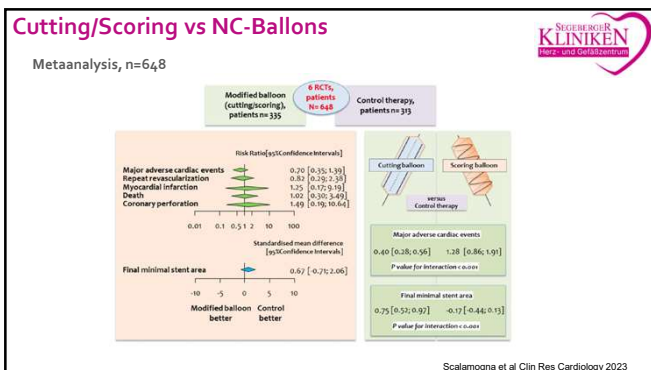 Cutting/Scoring vs NC-Ballons
SEGEBERGER
KLINIKEN
Herz- und Gefäßzentrum
Metaanalysis, n=648
Modified balloon
(cutting/scoring),
patients n= 335
6 RCTs,
patients
N= 648
Control therapy,
patients n= 313
Risk Ratio[95%Confidence Intervals]
Major adverse cardiac events 0.70 [0.35; 1.39]
Repeat revascularization 0.82 [0.29; 2.38]
Myocardial infarction 1.25 [0.17; 9.19]
Death 1.02 [0.30; 3.49]
Coronary perforation 1.49 [0.19; 10.64]
0.01 0.1 0.5 1 2 10 100
Standardised mean difference
[95%Confidence Intervals]
Final minimal stent area 0.67 [-0.71; 2.06]
-10 -5 0 5 10
Modified balloon Control
better better
Cutting balloon Scoring balloon
versus
Control therapy
Major adverse cardiac events
0.40 [0.28; 0.56] 1.28 [0.86; 1.91]
P value for interaction < 0.001
Final minimal stent area
0.75 [0.52; 0.97] -0.17 [-0.44; 0.13]
P value for interaction < 0.001
Scalamogna et al Clin Res Cardiology 2023